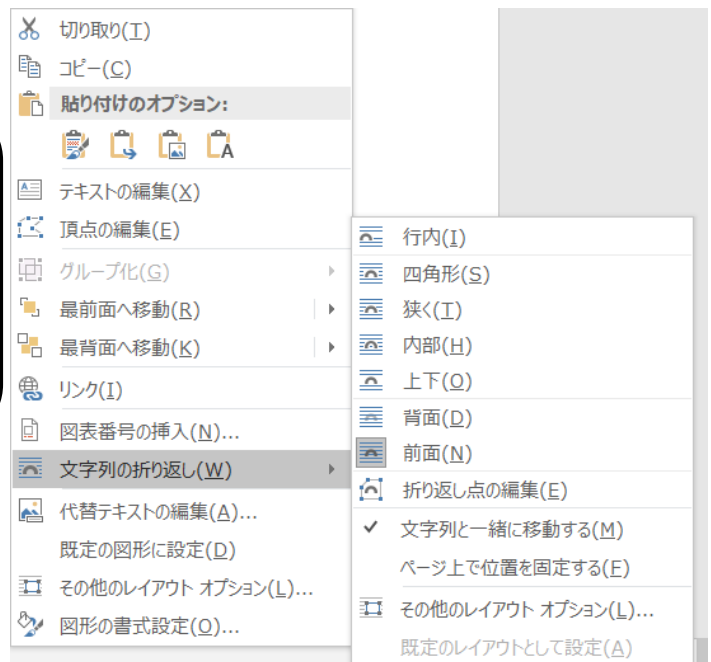 切り取り(T)
コピー(C)
貼り付けのオプション:
A
テキストの編集(X)
頂点の編集(E)
グループ化(G)
最前面へ移動(R)
最背面へ移動(K)
リンク(I)
図表番号の挿入(N)...
文字列の折り返し(W)
代替テキストの編集(A)...
既定の図形に設定(D)
その他のレイアウト オプション(L)...
図形の書式設定(O)...
行内(I)
四角形(S)
狭く(T)
内部(H)
上下(O)
背面(D)
前面(N)
折り返し点の編集(E)
文字列と一緒に移動する(M)
ページ上で位置を固定する(F)
その他のレイアウト オプション(L)...
既定のレイアウトとして設定(A)